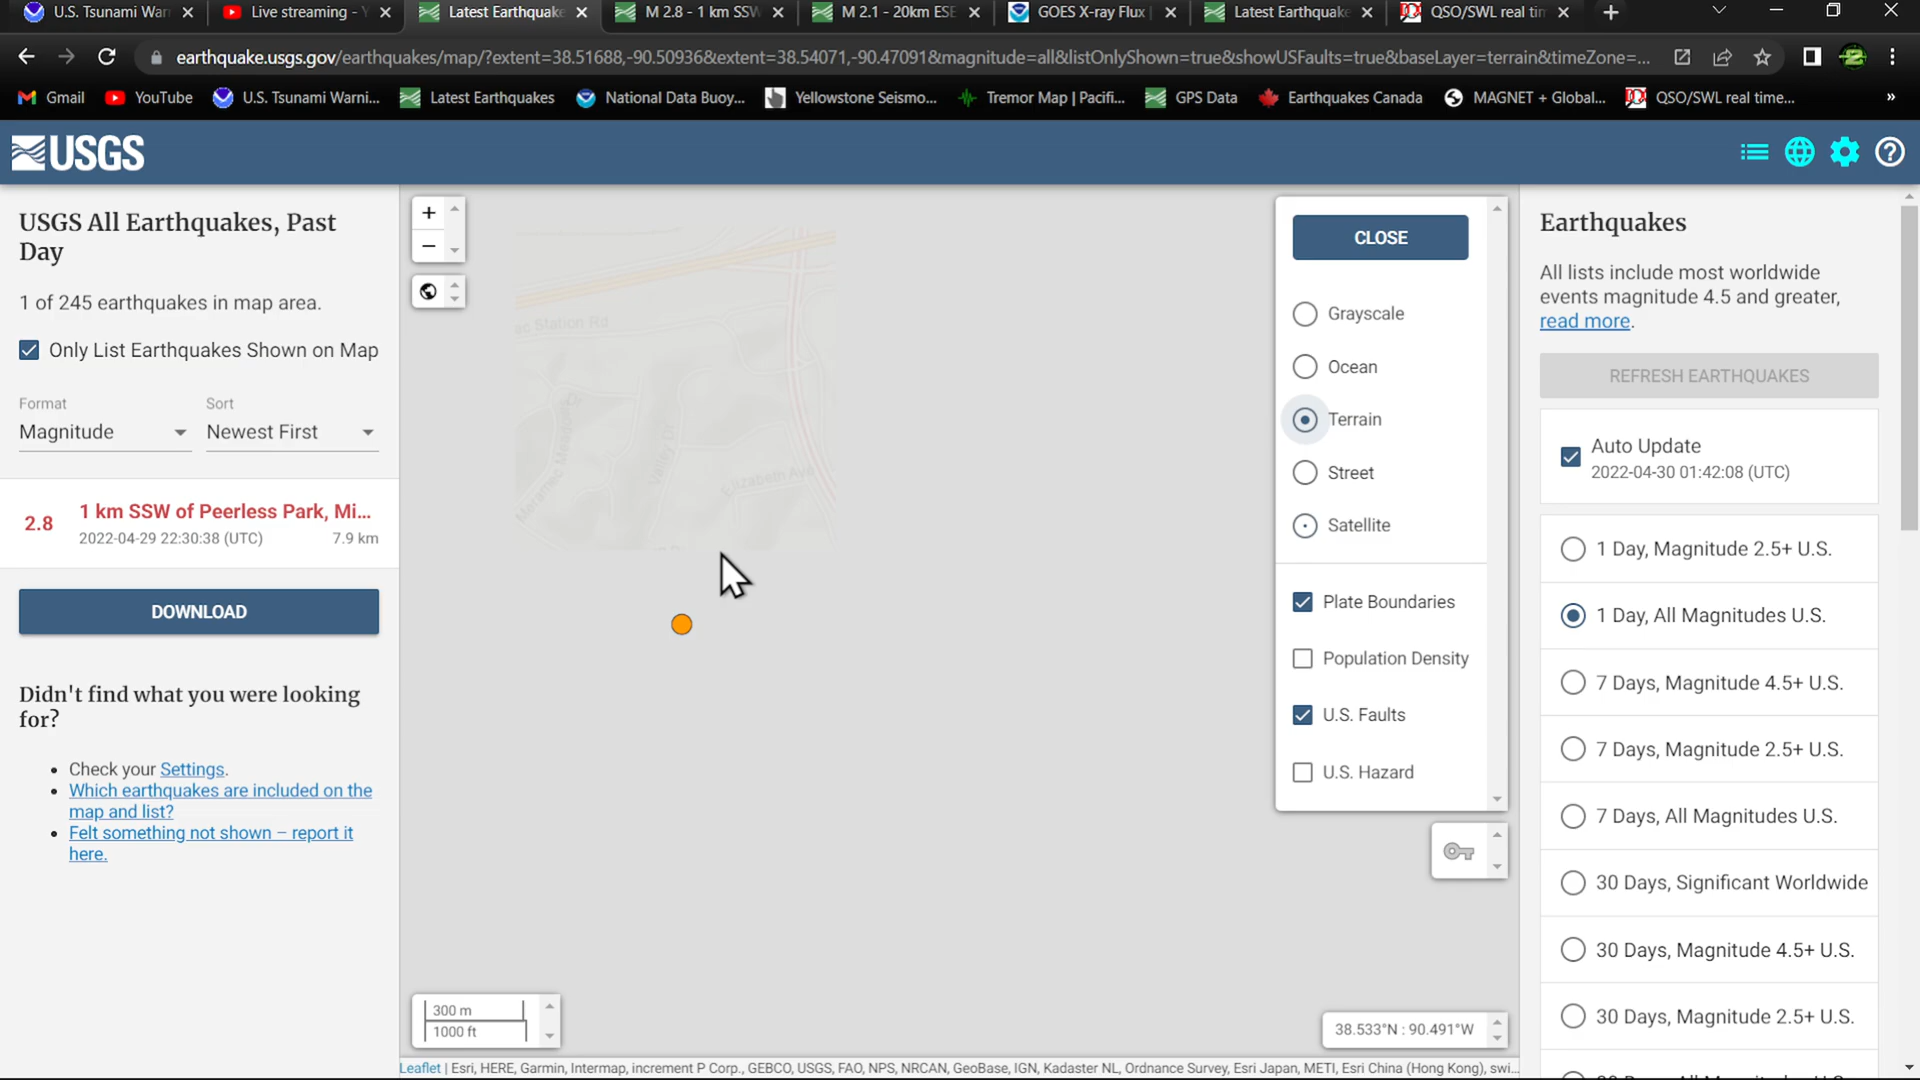 U.S. Tsunami War
Live streaming - Y
Latest Earthquake
M 2.8 - 1 km SSW
M 2.1 - 20km ESE
GOES X-ray Flux |
Latest Earthquake
QSO/SWL real tim
earthquake.usgs.gov/earthquakes/map/?extent=38.51688,-90.50936&extent=38.54071,-90.47091&magnitude=all&listOnlyShown=true&showUSFaults=true&baseLayer=terrain&timeZone=...
Gmail
YouTube
U.S. Tsunami Warni...
Latest Earthquakes
National Data Buoy...
Yellowstone Seismo...
Tremor Map | Pacifi...
GPS Data
Earthquakes Canada
MAGNET + Global...
QSO/SWL real time...
»
USGS
USGS All Earthquakes, Past
Day
1 of 245 earthquakes in map area.
Only List Earthquakes Shown on Map
Format
Magnitude
Sort
Newest First
2.8
1 km SSW of Peerless Park, Mi...
2022-04-29 22:30:38 (UTC)
7.9 km
DOWNLOAD
Didn't find what you were looking
for?
Check your Settings.
Which earthquakes are included on the
map and list?
Felt something not shown – report it
here.
+
−
ec Station Rd
Valley Dr
Elizabeth Ave
300 m
1000 ft
CLOSE
Grayscale
Ocean
Terrain
Street
Satellite
Plate Boundaries
Population Density
U.S. Faults
U.S. Hazard
38.533°N : 90.491°W
Leaflet | Esri, HERE, Garmin, Intermap, increment P Corp., GEBCO, USGS, FAO, NPS, NRCAN, GeoBase, IGN, Kadaster NL, Ordnance Survey, Esri Japan, METI, Esri China (Hong Kong), swi...
Earthquakes
All lists include most worldwide
events magnitude 4.5 and greater,
read more.
REFRESH EARTHQUAKES
Auto Update
2022-04-30 01:42:08 (UTC)
1 Day, Magnitude 2.5+ U.S.
1 Day, All Magnitudes U.S.
7 Days, Magnitude 4.5+ U.S.
7 Days, Magnitude 2.5+ U.S.
7 Days, All Magnitudes U.S.
30 Days, Significant Worldwide
30 Days, Magnitude 4.5+ U.S.
30 Days, Magnitude 2.5+ U.S.